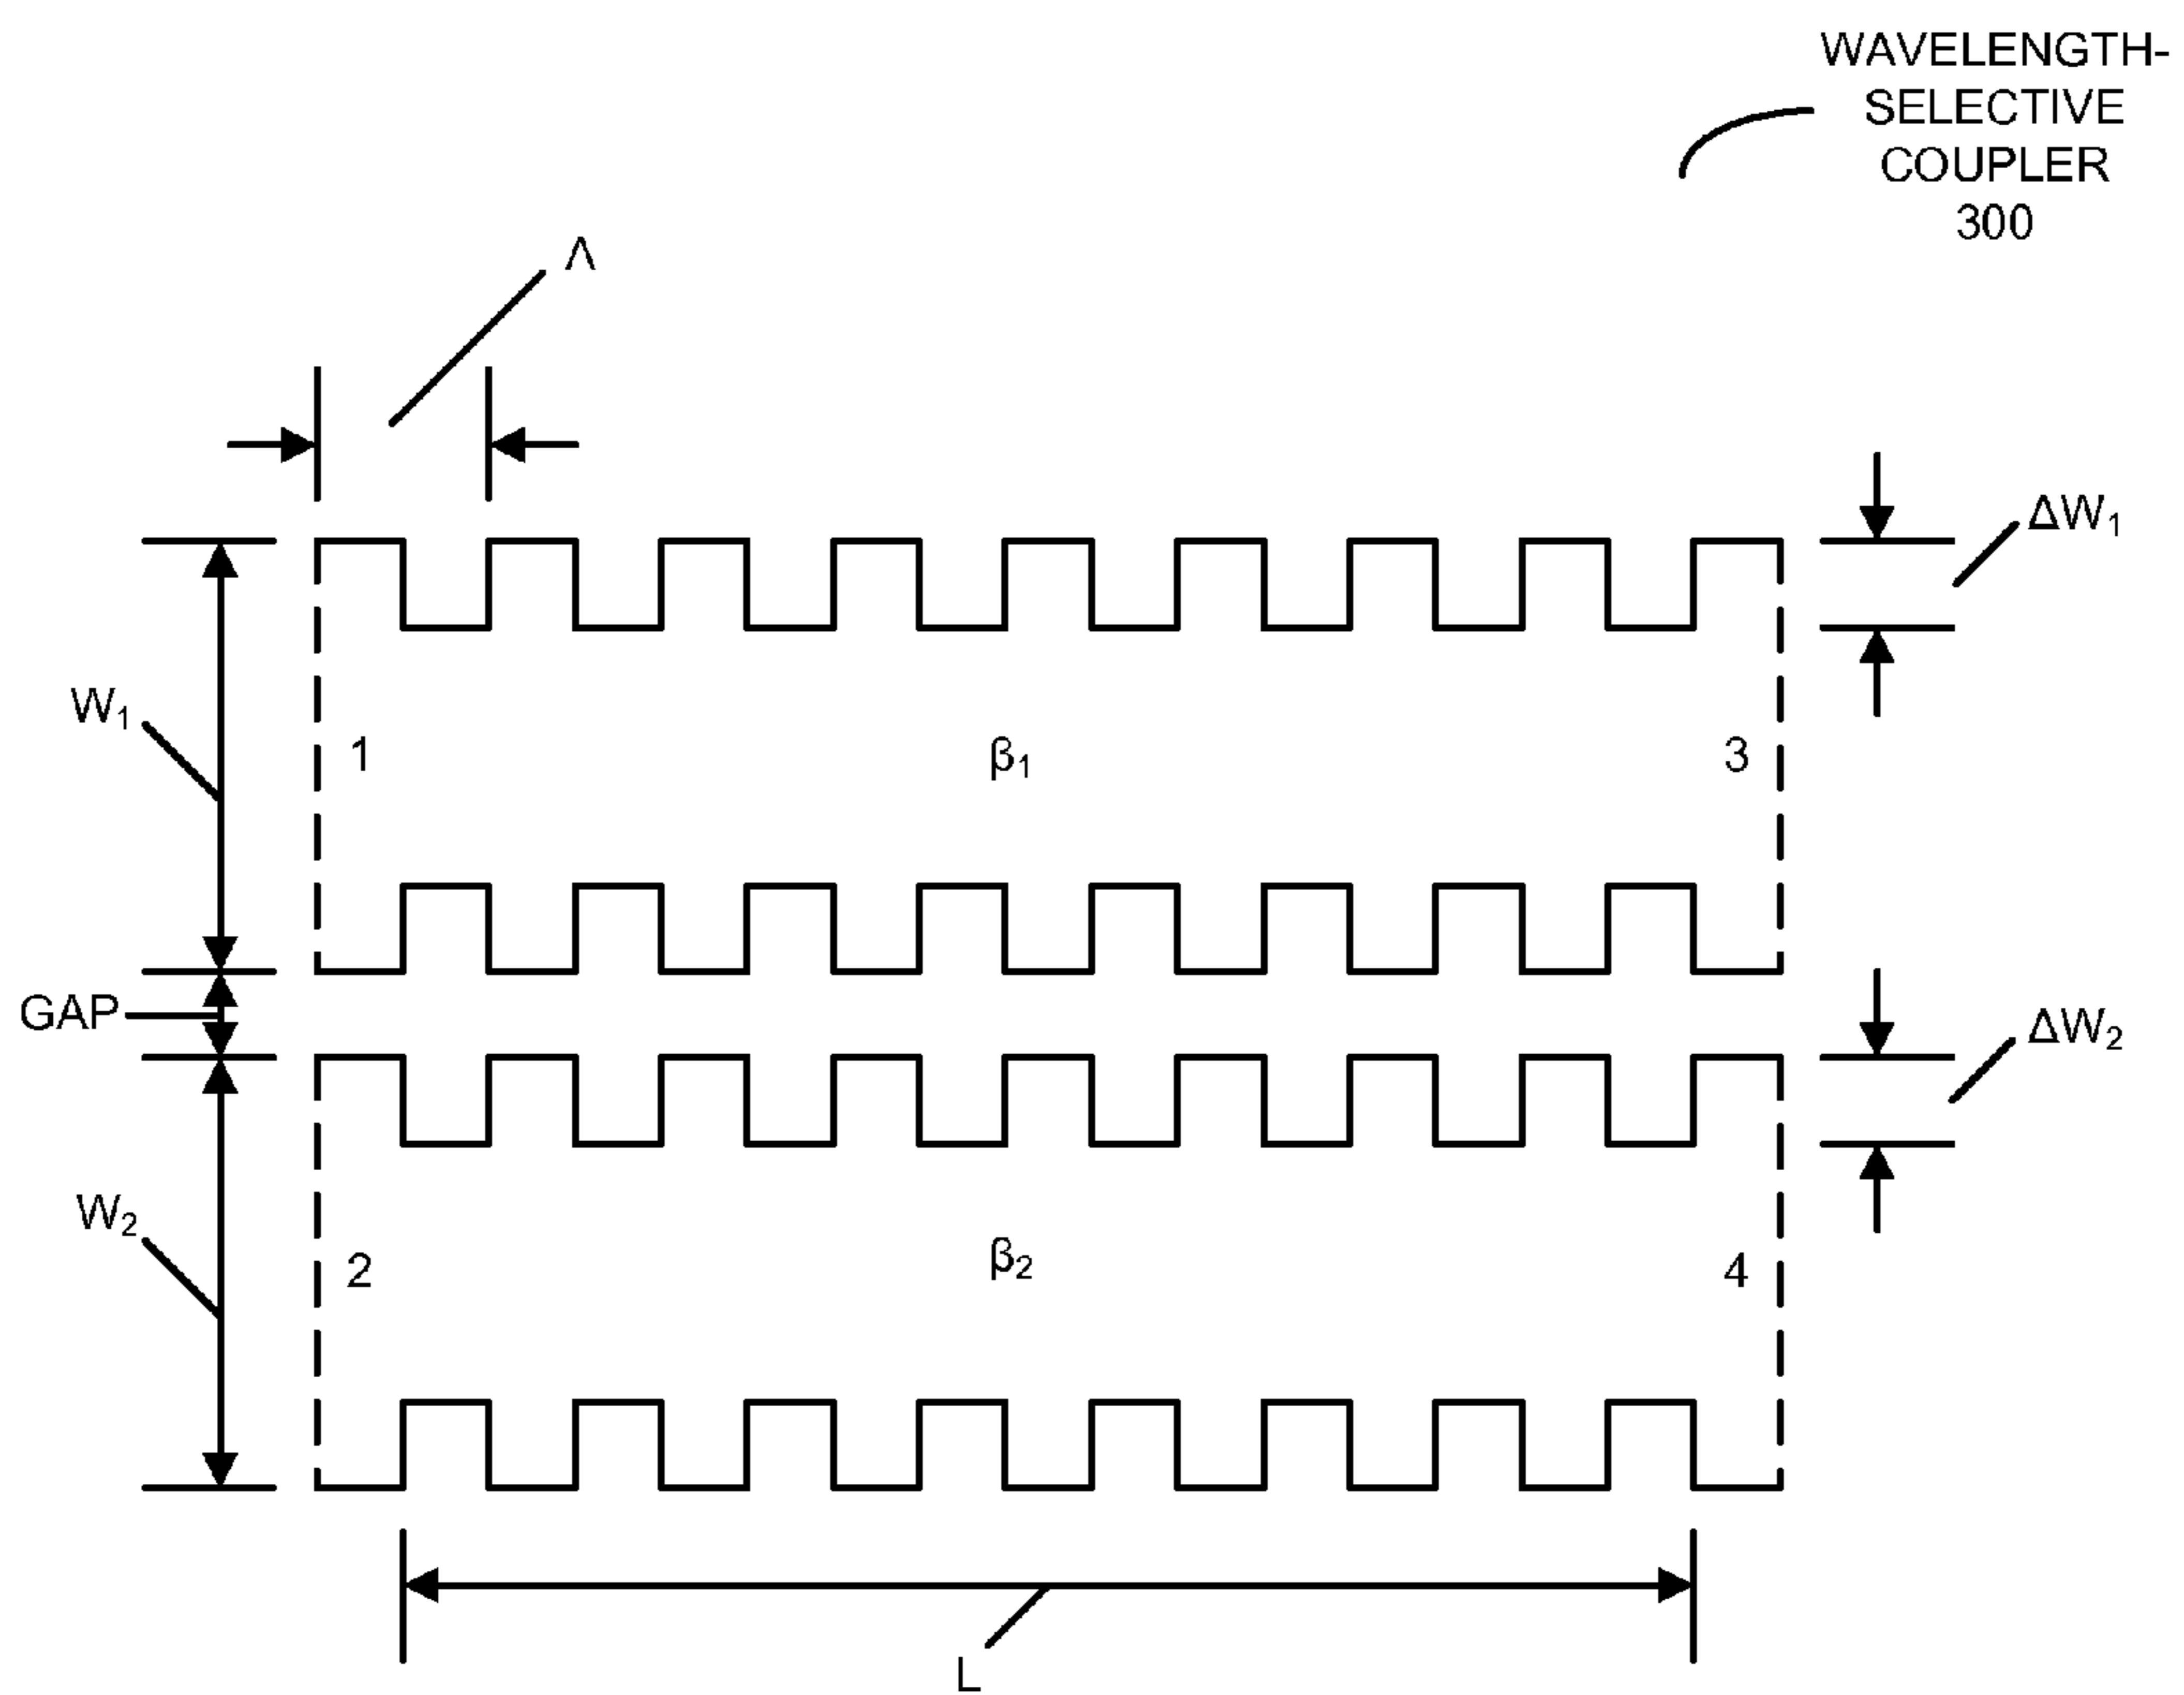 WAVELENGTH-
SELECTIVE
COUPLER
300
Λ
ΔW₁
W₁
1
β₁
3
GAP
ΔW₂
W₂
2
β₂
4
L